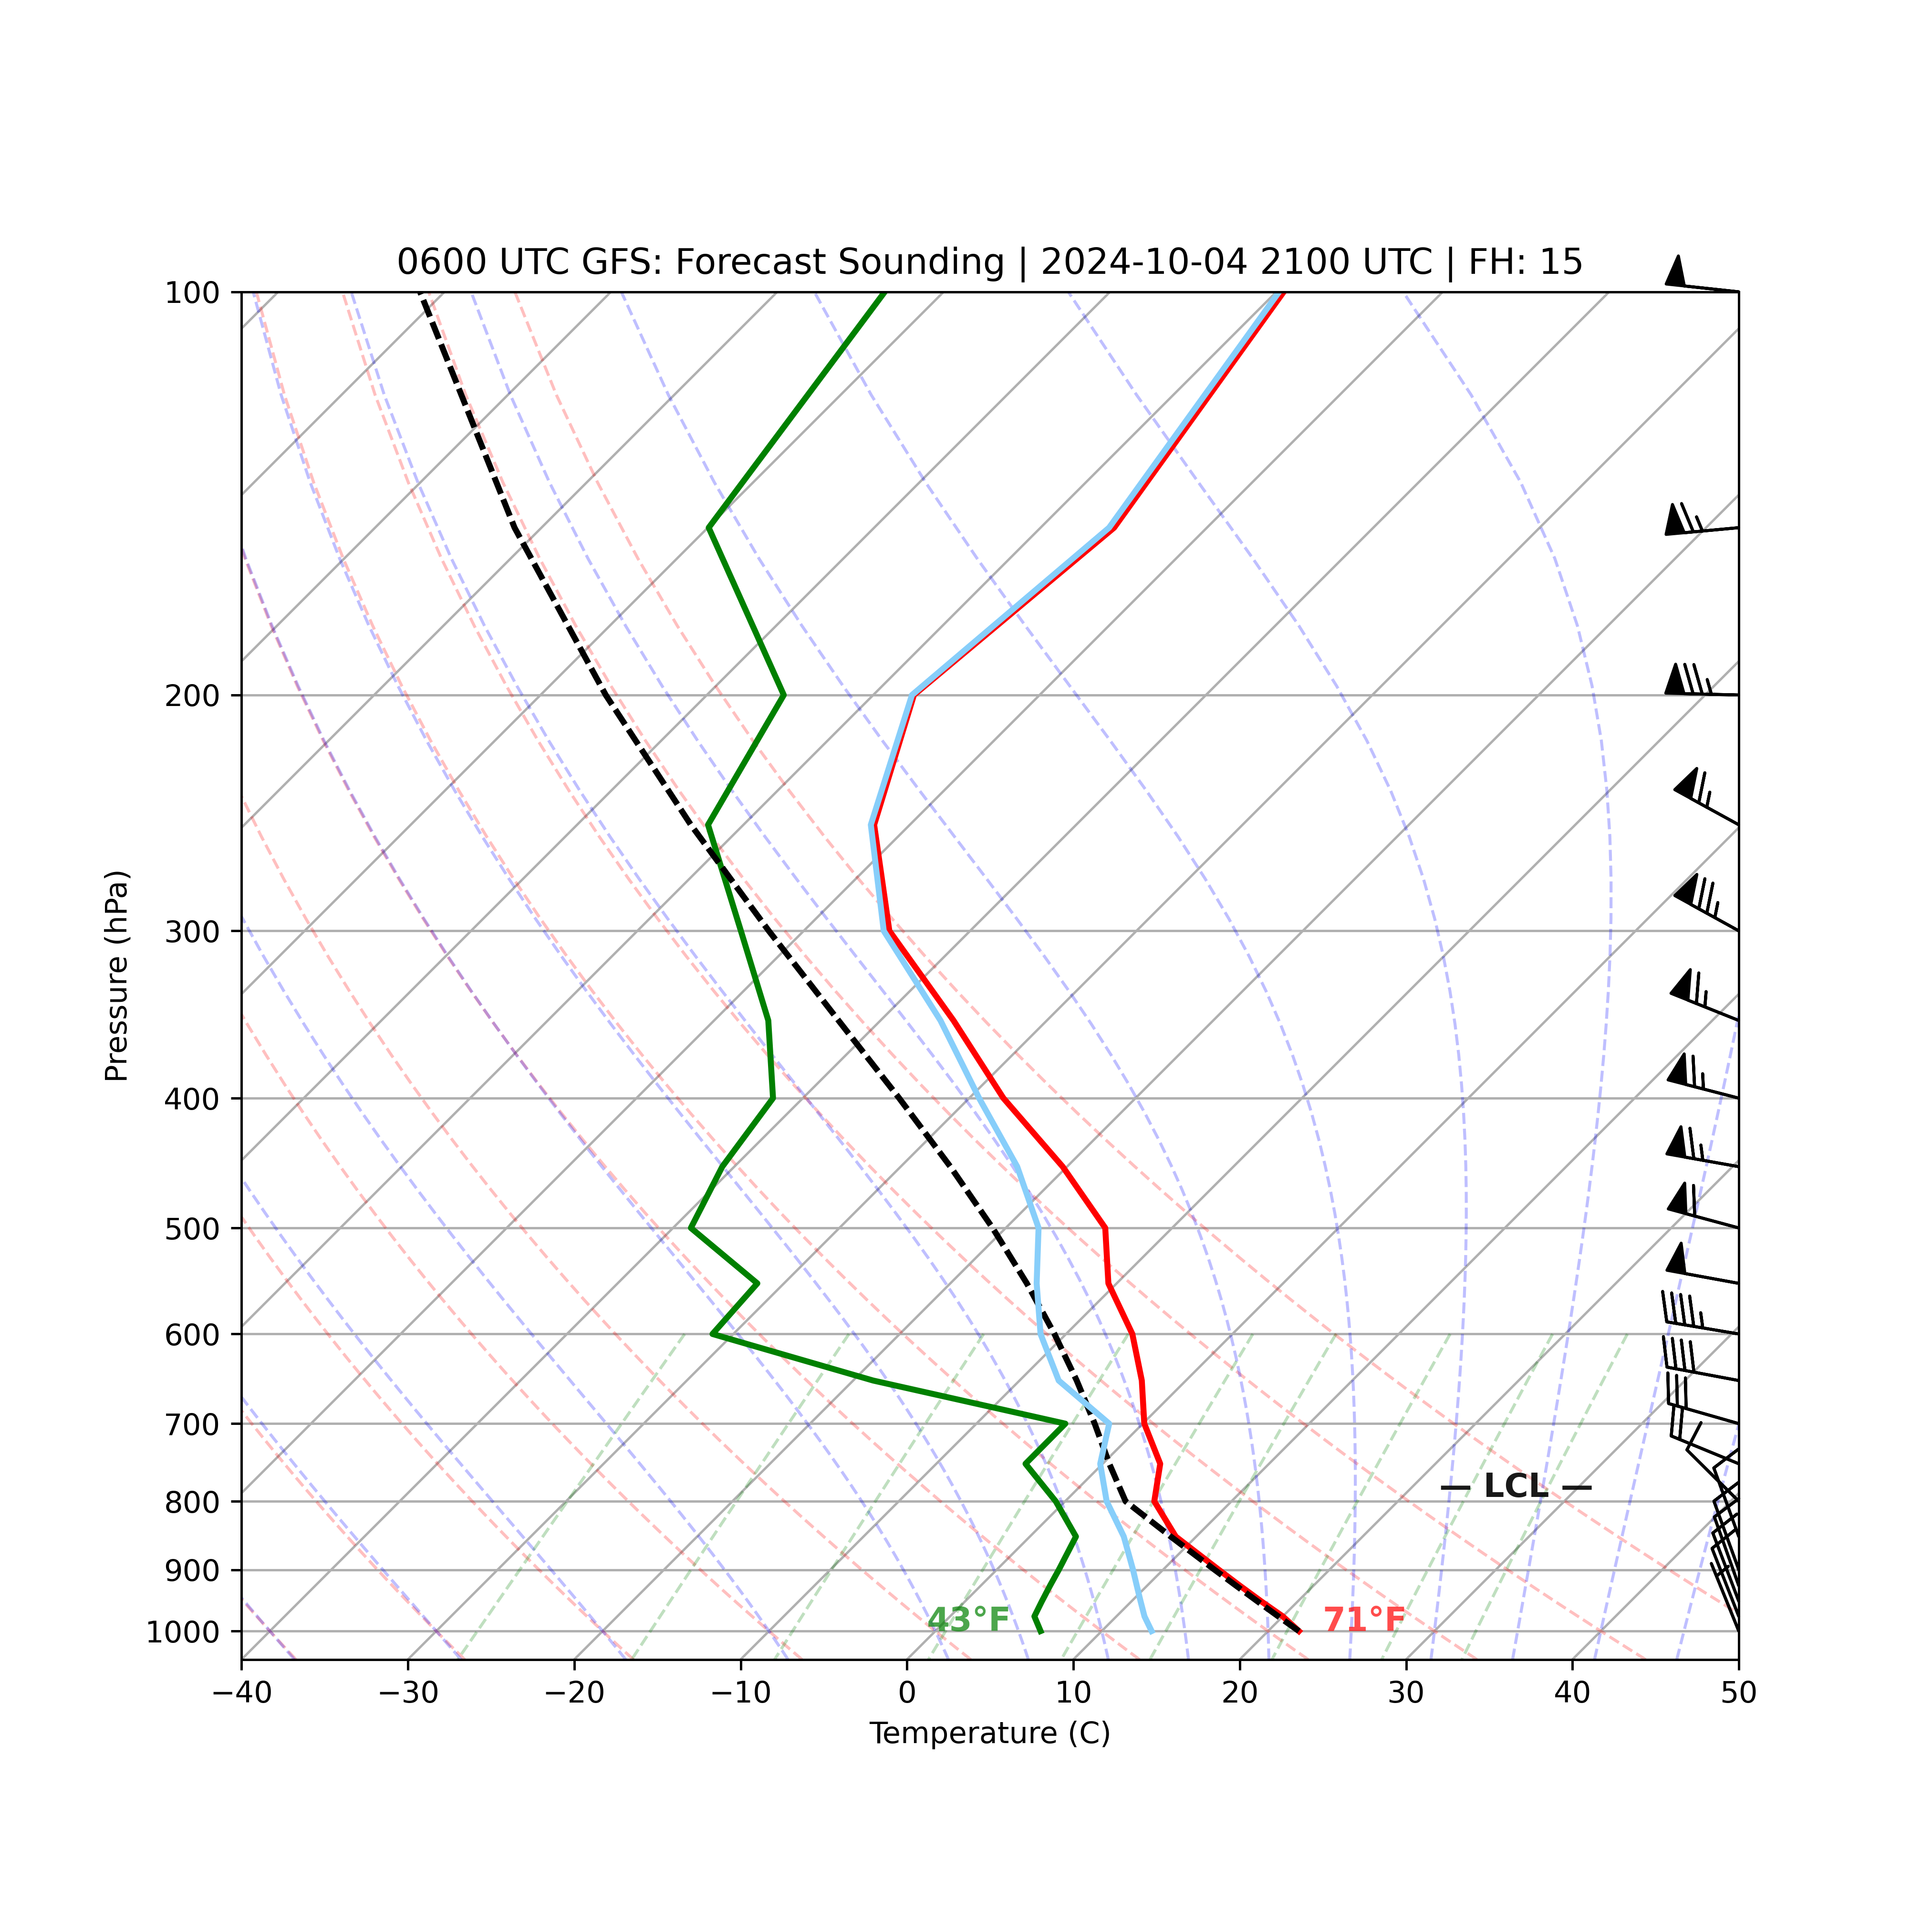 0600 UTC GFS: Forecast Sounding | 2024-10-04 2100 UTC | FH: 15
100
200
300
400
500
600
700
800
900
1000
Pressure (hPa)
— LCL —
43°F
71°F
−40 −30 −20 −10 0 10 20 30 40 50
Temperature (C)